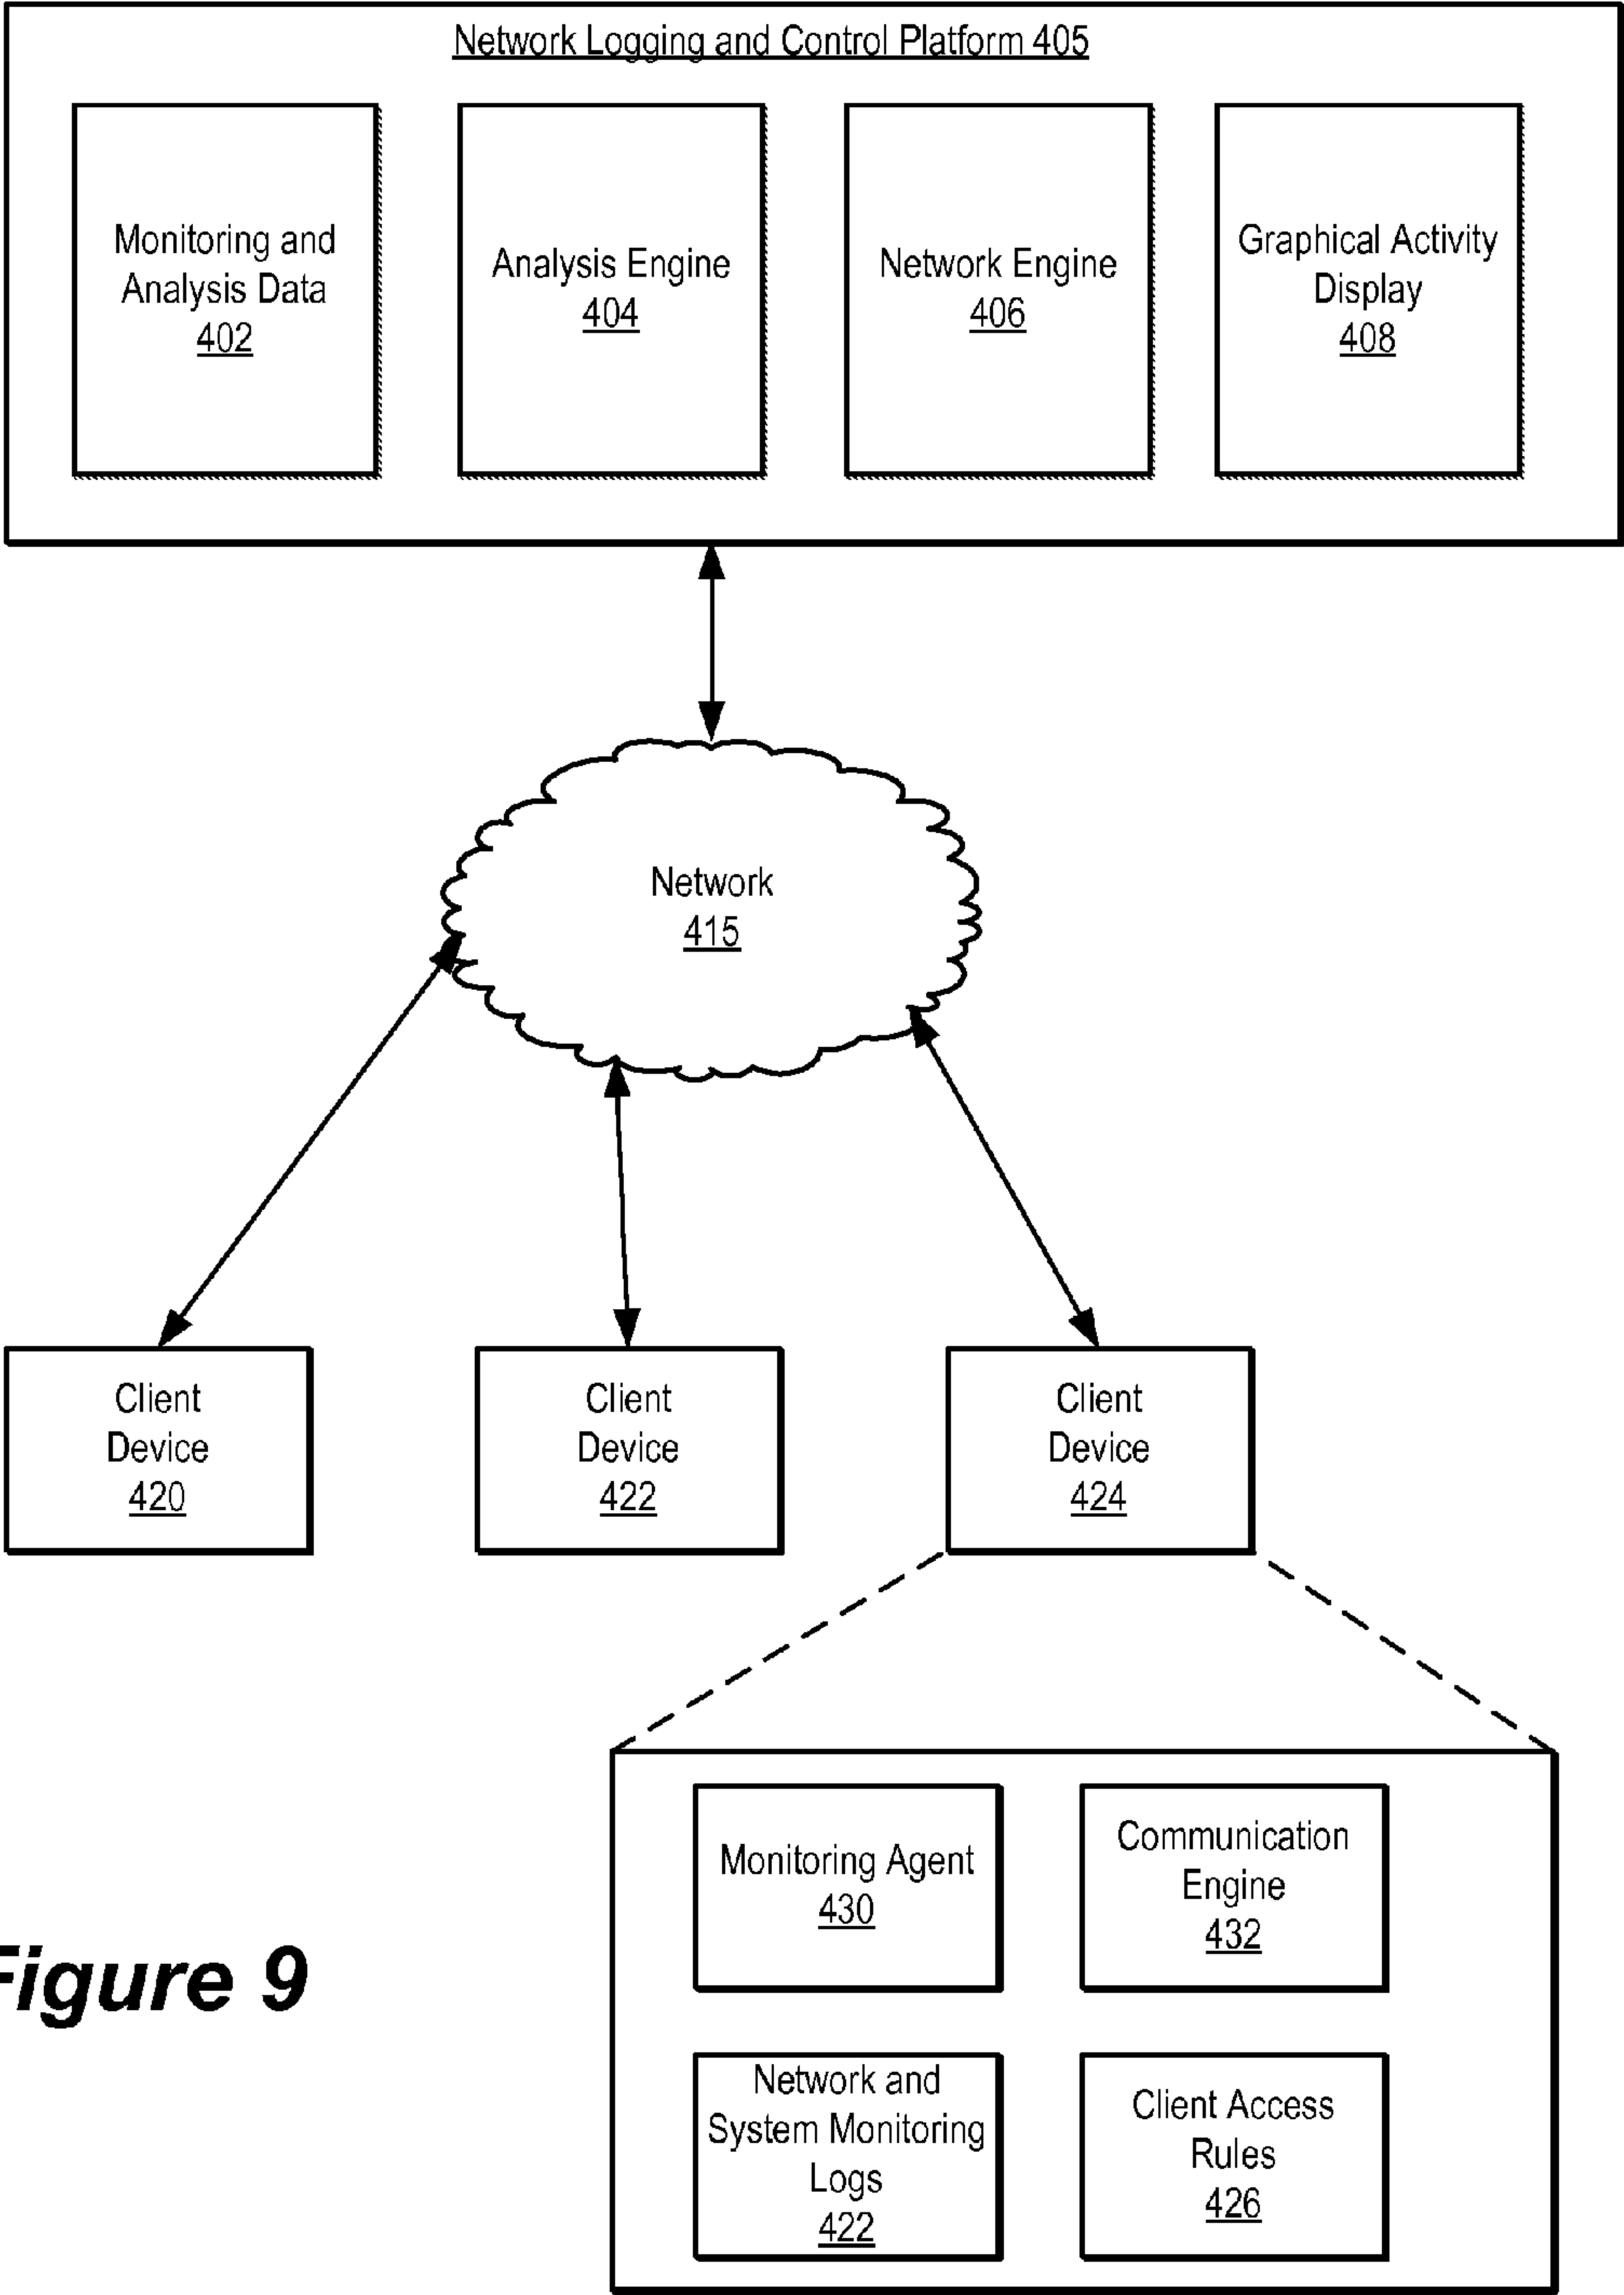 Network Logging and Control Platform 405
Monitoring and
Analysis Data
402
Analysis Engine
404
Network Engine
406
Graphical Activity
Display
408
Network
415
Client
Device
420
Client
Device
422
Client
Device
424
Monitoring Agent
430
Communication
Engine
432
Network and
System Monitoring
Logs
422
Client Access
Rules
426
Figure 9